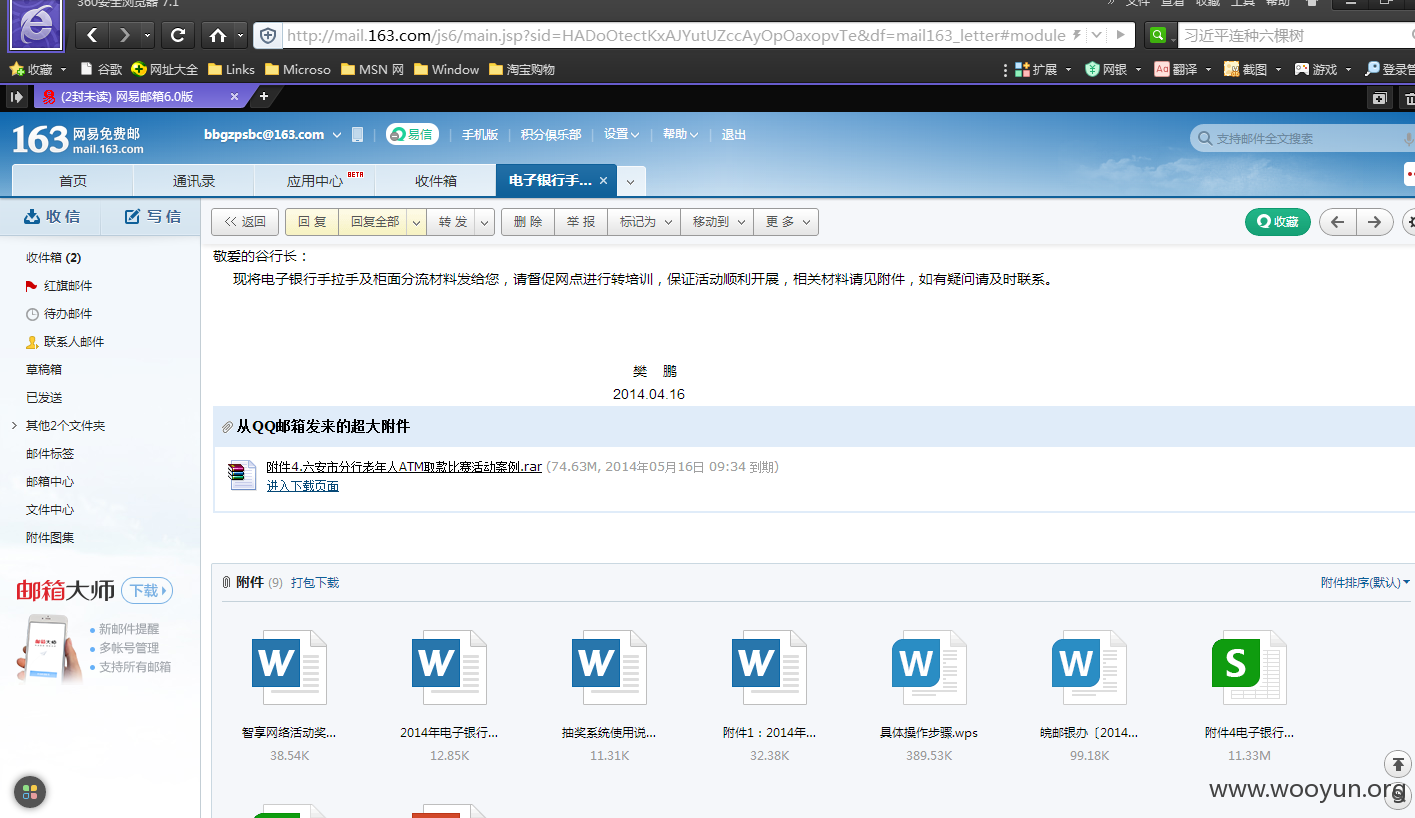 360安全浏览器 7.1
» 文件 查看 收藏 工具 帮助
http://mail.163.com/js6/main.jsp?sid=HADoOtectKxAJYutUZccAyOpOaxopvTe&df=mail163_letter#module
习近平连种六棵树
收藏 谷歌 网址大全 Links Microso MSN 网 Window 淘宝购物
扩展 网银 翻译 截图 游戏 登录管
(2封未读) 网易邮箱6.0版
163 网易免费邮
mail.163.com
bbgzpsbc@163.com 易信 手机版 积分俱乐部 设置 帮助 退出
支持邮件全文搜索
首页 通讯录 应用中心 BETA 收件箱 电子银行手...
收信 写信
<< 返回 回复 回复全部 转发 删除 举报 标记为 移动到 更多 收藏
收件箱 (2)
红旗邮件
待办邮件
联系人邮件
草稿箱
已发送
其他2个文件夹
邮件标签
邮箱中心
文件中心
附件图集
邮箱大师 下载
新邮件提醒
多帐号管理
支持所有邮箱
敬爱的谷行长：
现将电子银行手拉手及柜面分流材料发给您，请督促网点进行转培训，保证活动顺利开展，相关材料请见附件，如有疑问请及时联系。
樊 鹏
2014.04.16
从QQ邮箱发来的超大附件
附件4.六安市分行老年人ATM取款比赛活动案例.rar (74.63M, 2014年05月16日 09:34 到期)
进入下载页面
附件 (9) 打包下载 附件排序(默认)
智享网络活动奖... 2014年电子银行... 抽奖系统使用说... 附件1：2014年... 具体操作步骤.wps 皖邮银办〔2014... 附件4电子银行...
38.54K 12.85K 11.31K 32.38K 389.53K 99.18K 11.33M
www.wooyun.org